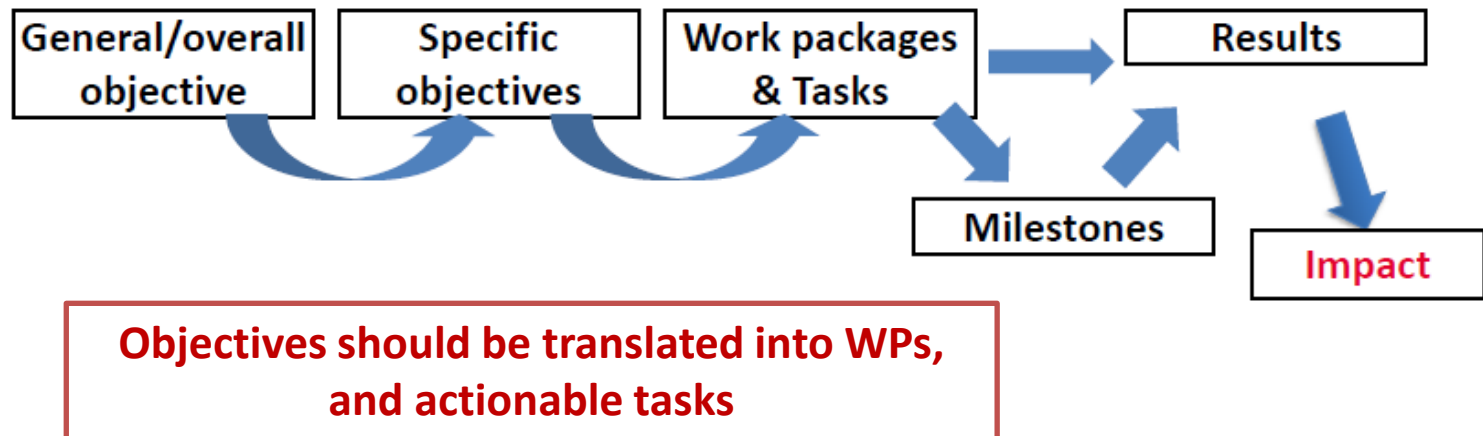 General/overall
objective
Specific
objectives
Work packages
& Tasks
Results
Milestones
Impact
Objectives should be translated into WPs,
and actionable tasks